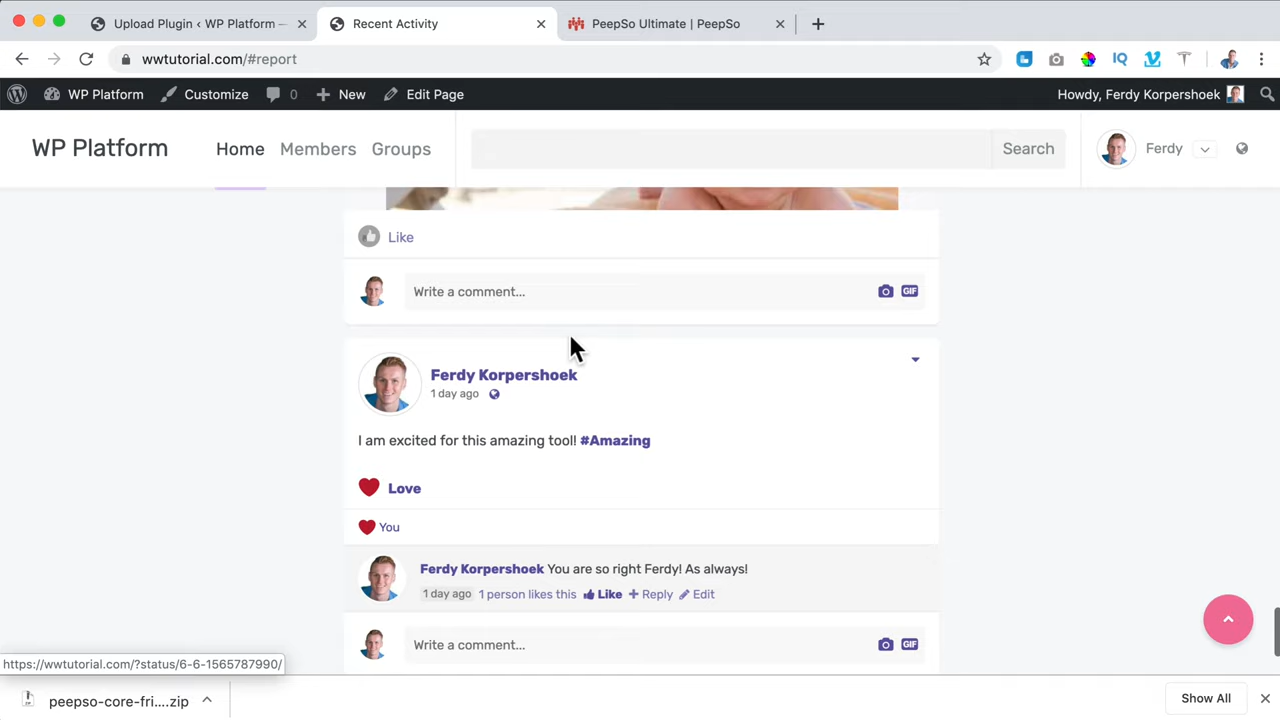 Upload Plugin ‹ WP Platform —
Recent Activity
PeepSo Ultimate | PeepSo
wwtutorial.com/#report
WP Platform
Customize
0
New
Edit Page
Howdy, Ferdy Korpershoek
WP Platform
Home
Members
Groups
Search
Ferdy
Like
Write a comment...
GIF
Ferdy Korpershoek
1 day ago
I am excited for this amazing tool! #Amazing
Love
You
Ferdy Korpershoek You are so right Ferdy! As always!
1 day ago 1 person likes this Like + Reply Edit
Write a comment...
GIF
https://wwtutorial.com/?status/6-6-1565787990/
peepso-core-fri....zip
Show All